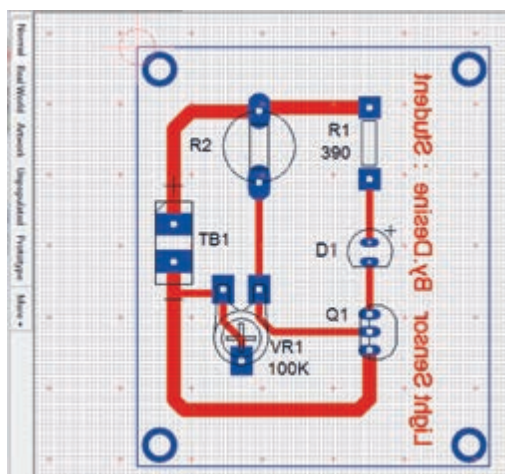 Normal Real World Artwork Unpopulated Prototype More
R2
R1
390
TB1
D1
+
Q1
VR1
100K
Light Sensor By.Desine : Student